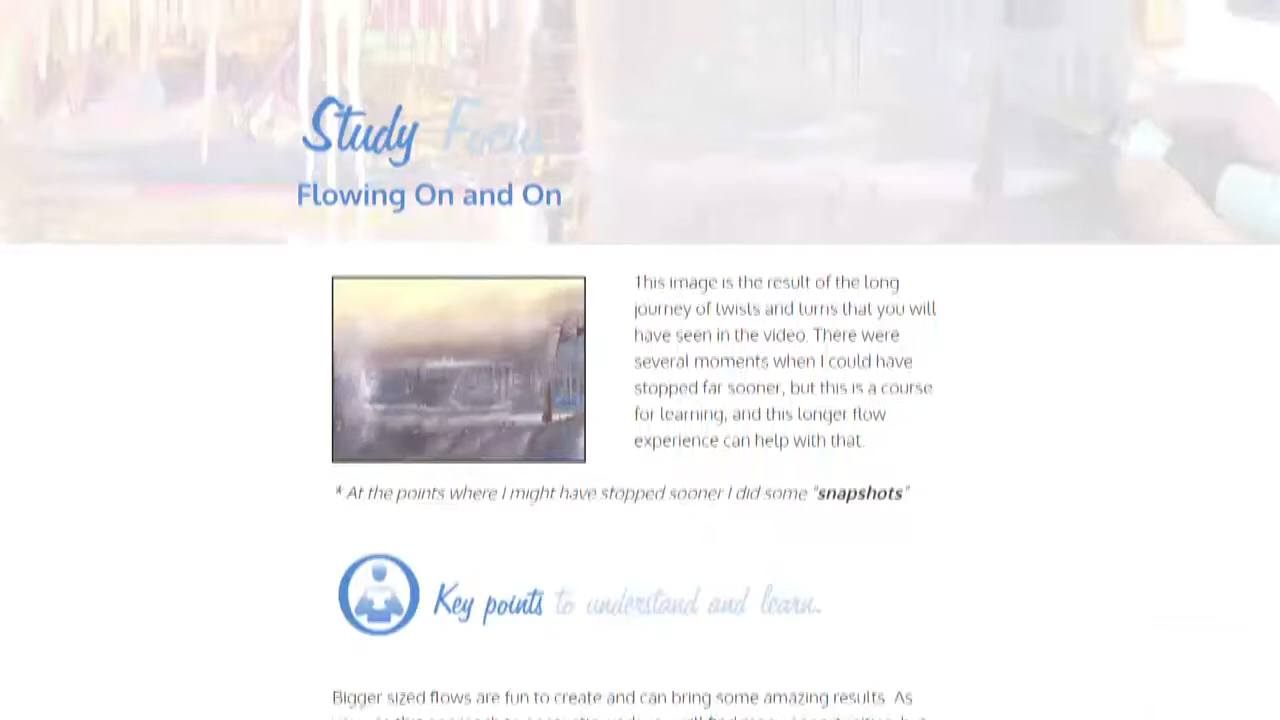 Study Focus
Flowing On and On
This image is the result of the long
journey of twists and turns that you will
have seen in the video. There were
several moments when I could have
stopped far sooner, but this is a course
for learning, and this longer flow
experience can help with that.
* At the points where I might have stopped sooner I did some "snapshots"
Key points to understand and learn.
Bigger sized flows are fun to create and can bring some amazing results. As